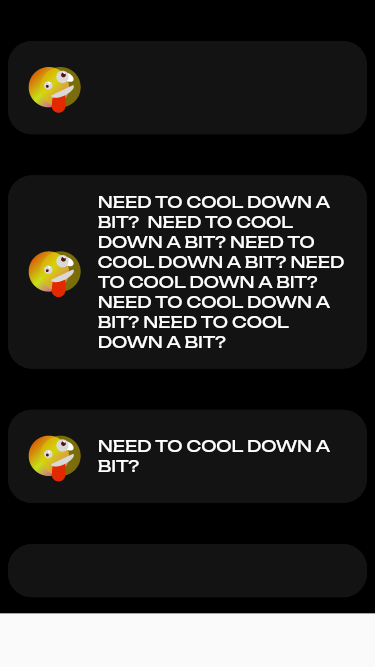 NEED TO COOL DOWN A
BIT?  NEED TO COOL
DOWN A BIT? NEED TO
COOL DOWN A BIT? NEED
TO COOL DOWN A BIT?
NEED TO COOL DOWN A
BIT? NEED TO COOL
DOWN A BIT?
NEED TO COOL DOWN A
BIT?